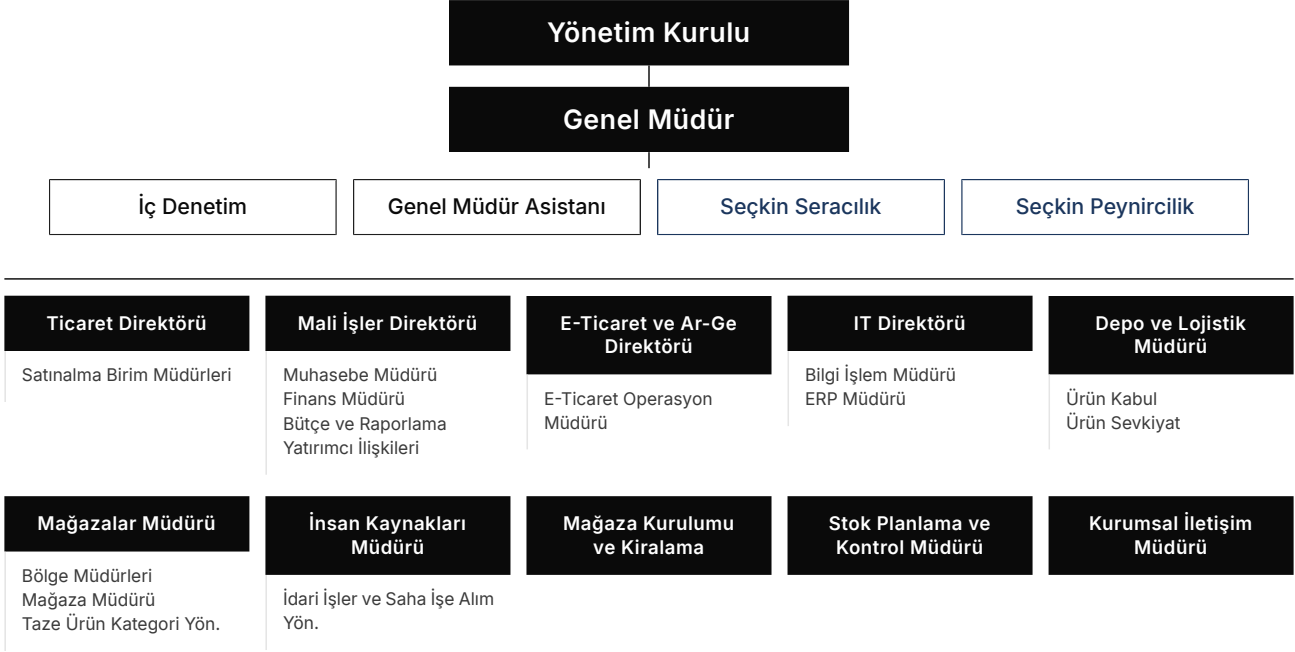 Yönetim Kurulu
Genel Müdür
İç Denetim
Genel Müdür Asistanı
Seçkin Seracılık
Seçkin Peynircilik
Ticaret Direktörü
Satınalma Birim Müdürleri
Mali İşler Direktörü
Muhasebe Müdürü
Finans Müdürü
Bütçe ve Raporlama
Yatırımcı İlişkileri
E-Ticaret ve Ar-Ge
Direktörü
E-Ticaret Operasyon
Müdürü
IT Direktörü
Bilgi İşlem Müdürü
ERP Müdürü
Depo ve Lojistik
Müdürü
Ürün Kabul
Ürün Sevkiyat
Mağazalar Müdürü
Bölge Müdürleri
Mağaza Müdürü
Taze Ürün Kategori Yön.
İnsan Kaynakları
Müdürü
İdari İşler ve Saha İşe Alım
Yön.
Mağaza Kurulumu
ve Kiralama
Stok Planlama ve
Kontrol Müdürü
Kurumsal İletişim
Müdürü